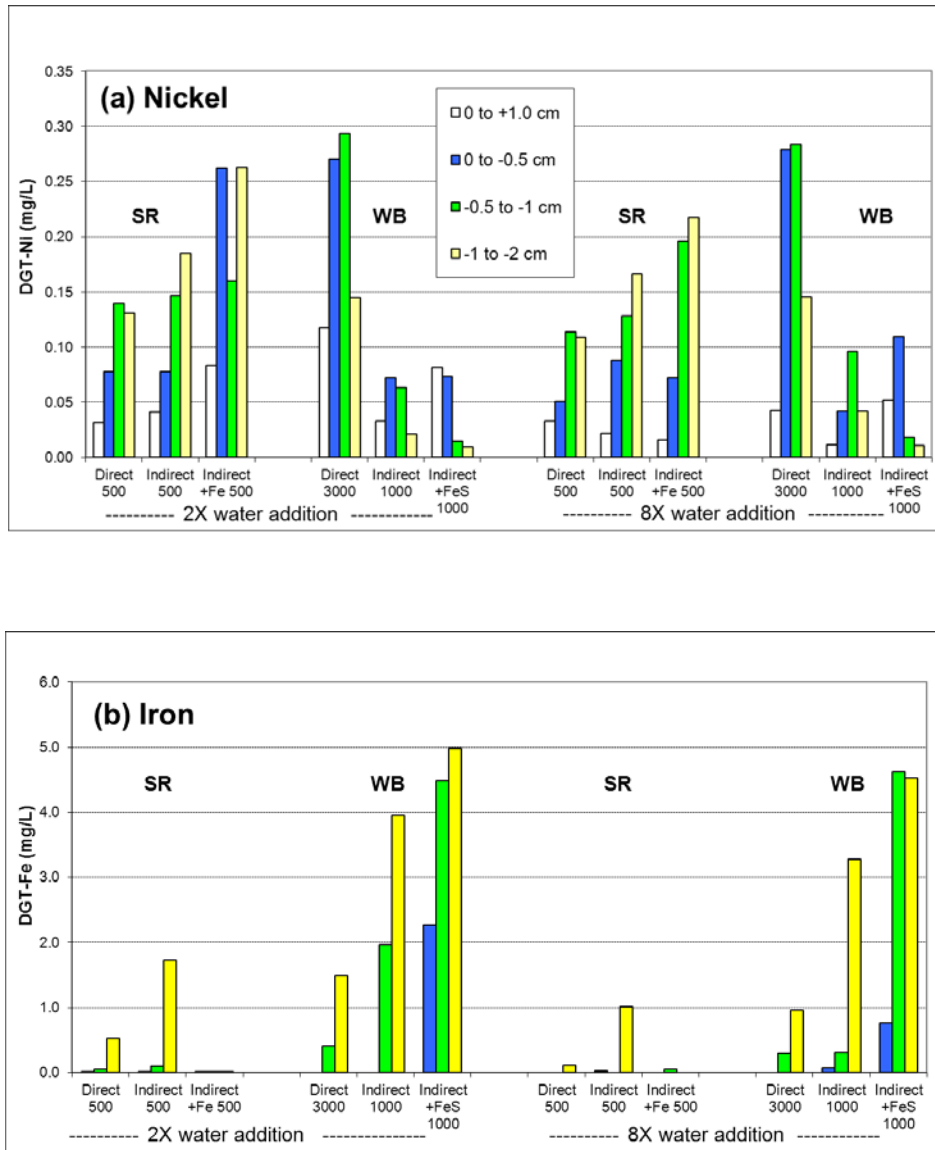 (a) Nickel
DGT-Ni (mg/L)
0.35
0.30
0.25
0.20
0.15
0.10
0.05
0.00
0 to +1.0 cm
0 to -0.5 cm
-0.5 to -1 cm
-1 to -2 cm
SR
WB
SR
WB
Direct Indirect Indirect Direct Indirect Indirect Direct Indirect Indirect Direct Indirect Indirect
500 500 +Fe 500 3000 1000 +FeS 500 500 +Fe 500 3000 1000 +FeS
1000 1000
---------- 2X water addition ----------- ---------- 8X water addition -----------
(b) Iron
DGT-Fe (mg/L)
6.0
5.0
4.0
3.0
2.0
1.0
0.0
SR
WB
SR
WB
Direct Indirect Indirect Direct Indirect Indirect Direct Indirect Indirect Direct Indirect Indirect
500 500 +Fe 500 3000 1000 +FeS 500 500 +Fe 500 3000 1000 +FeS
1000 1000
---------- 2X water addition ----------- ---------- 8X water addition -----------